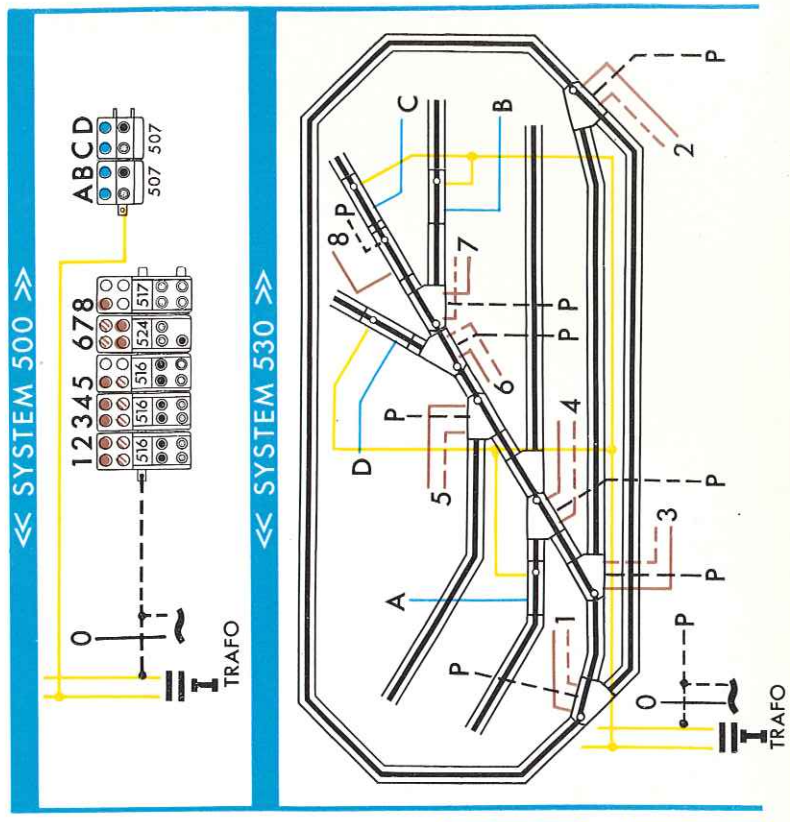 << SYSTEM 500 >>
ABCD
507 507
12345 678
516 516 516 524 517
0
TRAFO
<< SYSTEM 530 >>
C
B
P
8
7
P
P
2
P
6
D
P
5
4
P
A
3
P
1
P
P
0
TRAFO